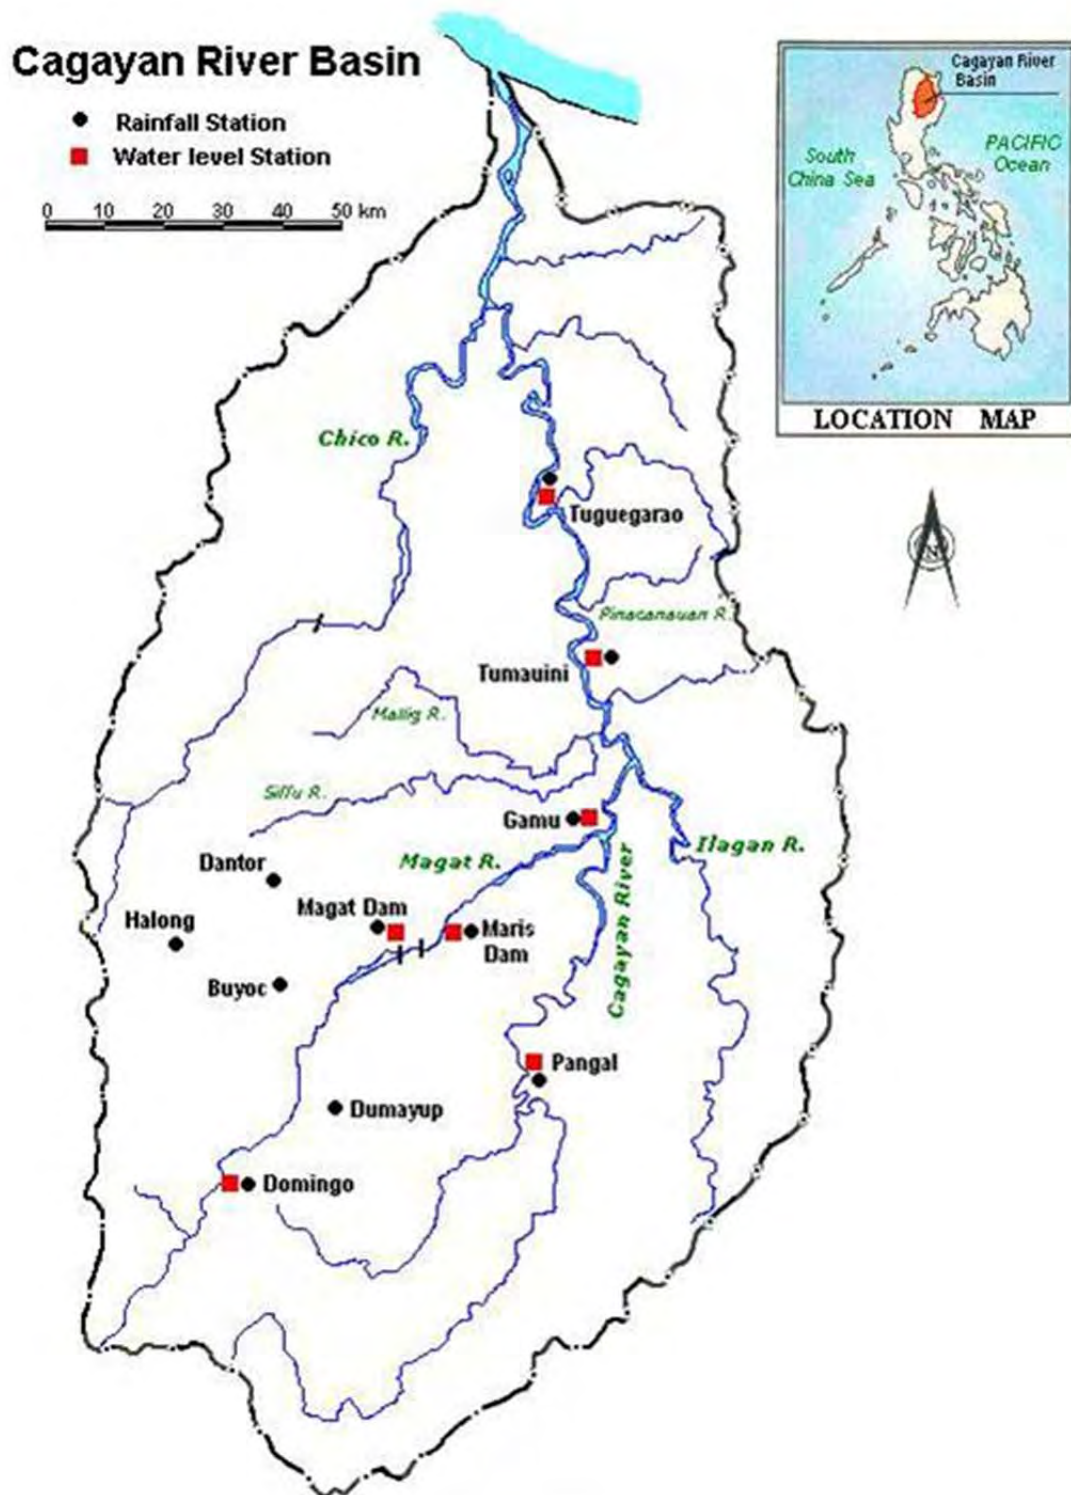 Cagayan River Basin
Rainfall Station
Water level Station
0 10 20 30 40 50 km
Cagayan River
Basin
South
China Sea
PACIFIC
Ocean
LOCATION MAP
N
Chico R.
Tuguegarao
Pinacanauan R.
Tumauini
Mallig R.
Siffu R.
Gamu
Ilagan R.
Magat R.
Cagayan River
Dantor
Magat Dam
Halong
Maris
Dam
Buyoc
Pangal
Dumayup
Domingo